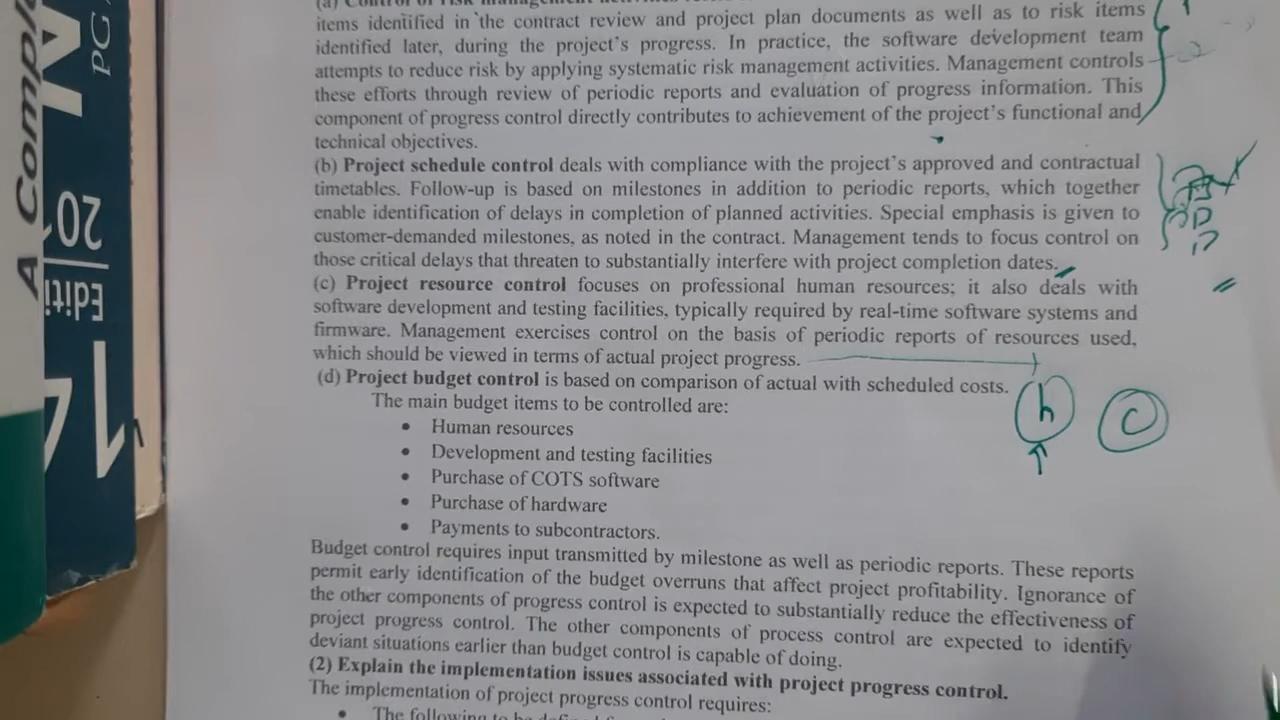 A Compl
PG
20
Editi
(a) Control of risk management activities
items identified in the contract review and project plan documents as well as to risk items
identified later, during the project's progress. In practice, the software development team
attempts to reduce risk by applying systematic risk management activities. Management controls
these efforts through review of periodic reports and evaluation of progress information. This
component of progress control directly contributes to achievement of the project's functional and
technical objectives.
(b) Project schedule control deals with compliance with the project's approved and contractual
timetables. Follow-up is based on milestones in addition to periodic reports, which together
enable identification of delays in completion of planned activities. Special emphasis is given to
customer-demanded milestones, as noted in the contract. Management tends to focus control on
those critical delays that threaten to substantially interfere with project completion dates.
(c) Project resource control focuses on professional human resources; it also deals with
software development and testing facilities, typically required by real-time software systems and
firmware. Management exercises control on the basis of periodic reports of resources used,
which should be viewed in terms of actual project progress.
(d) Project budget control is based on comparison of actual with scheduled costs.
h
C
The main budget items to be controlled are:
• Human resources
• Development and testing facilities
• Purchase of COTS software
• Purchase of hardware
• Payments to subcontractors.
Budget control requires input transmitted by milestone as well as periodic reports. These reports
permit early identification of the budget overruns that affect project profitability. Ignorance of
the other components of progress control is expected to substantially reduce the effectiveness of
project progress control. The other components of process control are expected to identify
deviant situations earlier than budget control is capable of doing.
(2) Explain the implementation issues associated with project progress control.
The implementation of project progress control requires:
• The following to be defined